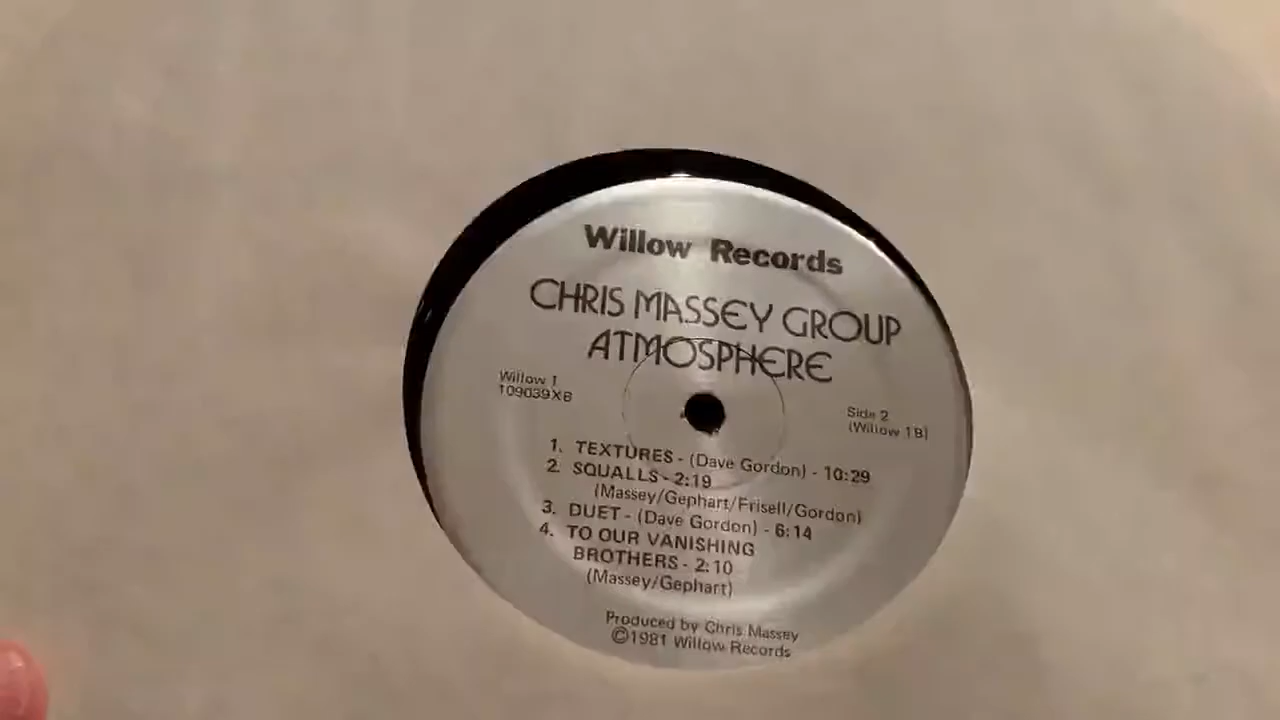 Willow Records
CHRIS MASSEY GROUP
ATMOSPHERE
Willow 1
109039XB
Side 2
(Willow 1B)
1. TEXTURES - (Dave Gordon) - 10:29
2. SQUALLS - 2:19
(Massey/Gephart/Frisell/Gordon)
3. DUET - (Dave Gordon) - 6:14
4. TO OUR VANISHING
BROTHERS - 2:10
(Massey/Gephart)
Produced by Chris Massey
©1981 Willow Records